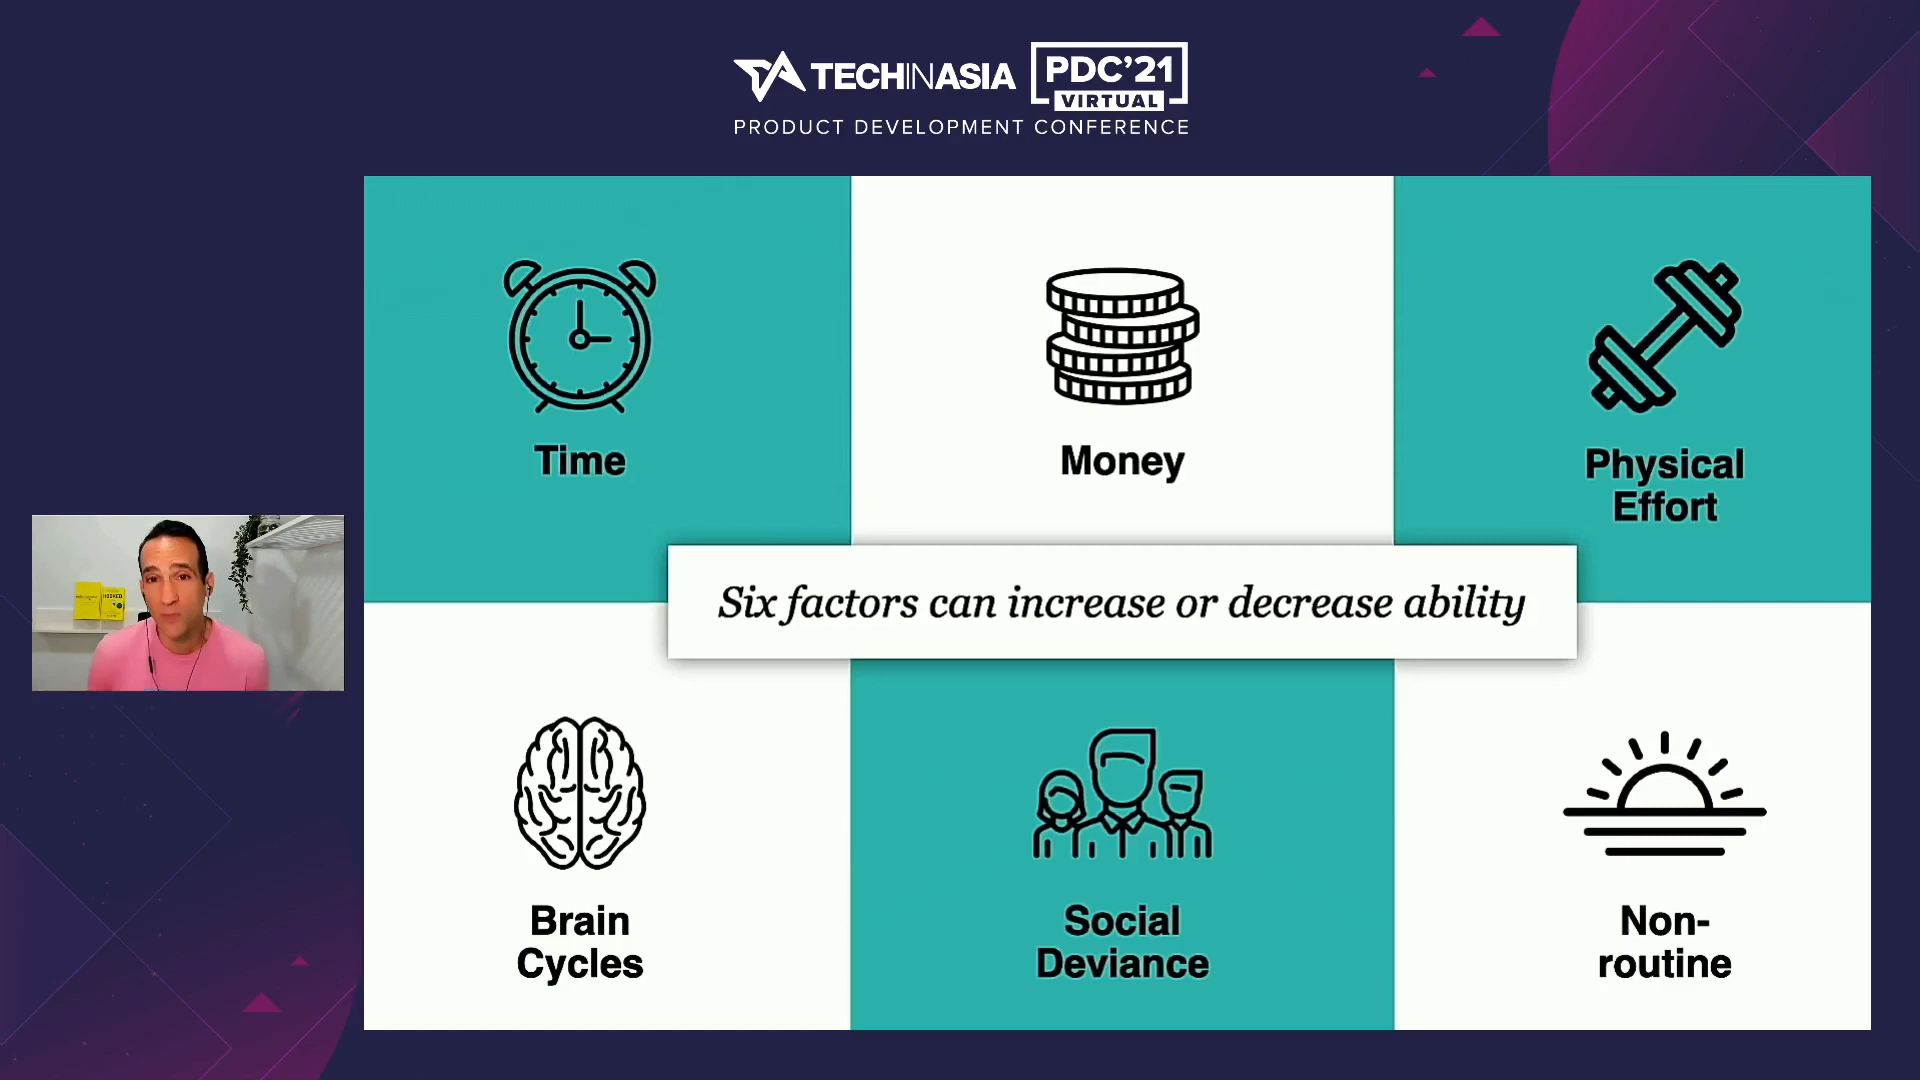 TECHINASIA
PDC'21
VIRTUAL
PRODUCT DEVELOPMENT CONFERENCE
Time
Money
Physical
Effort
Six factors can increase or decrease ability
HOOKED
Brain
Cycles
Social
Deviance
Non-
routine